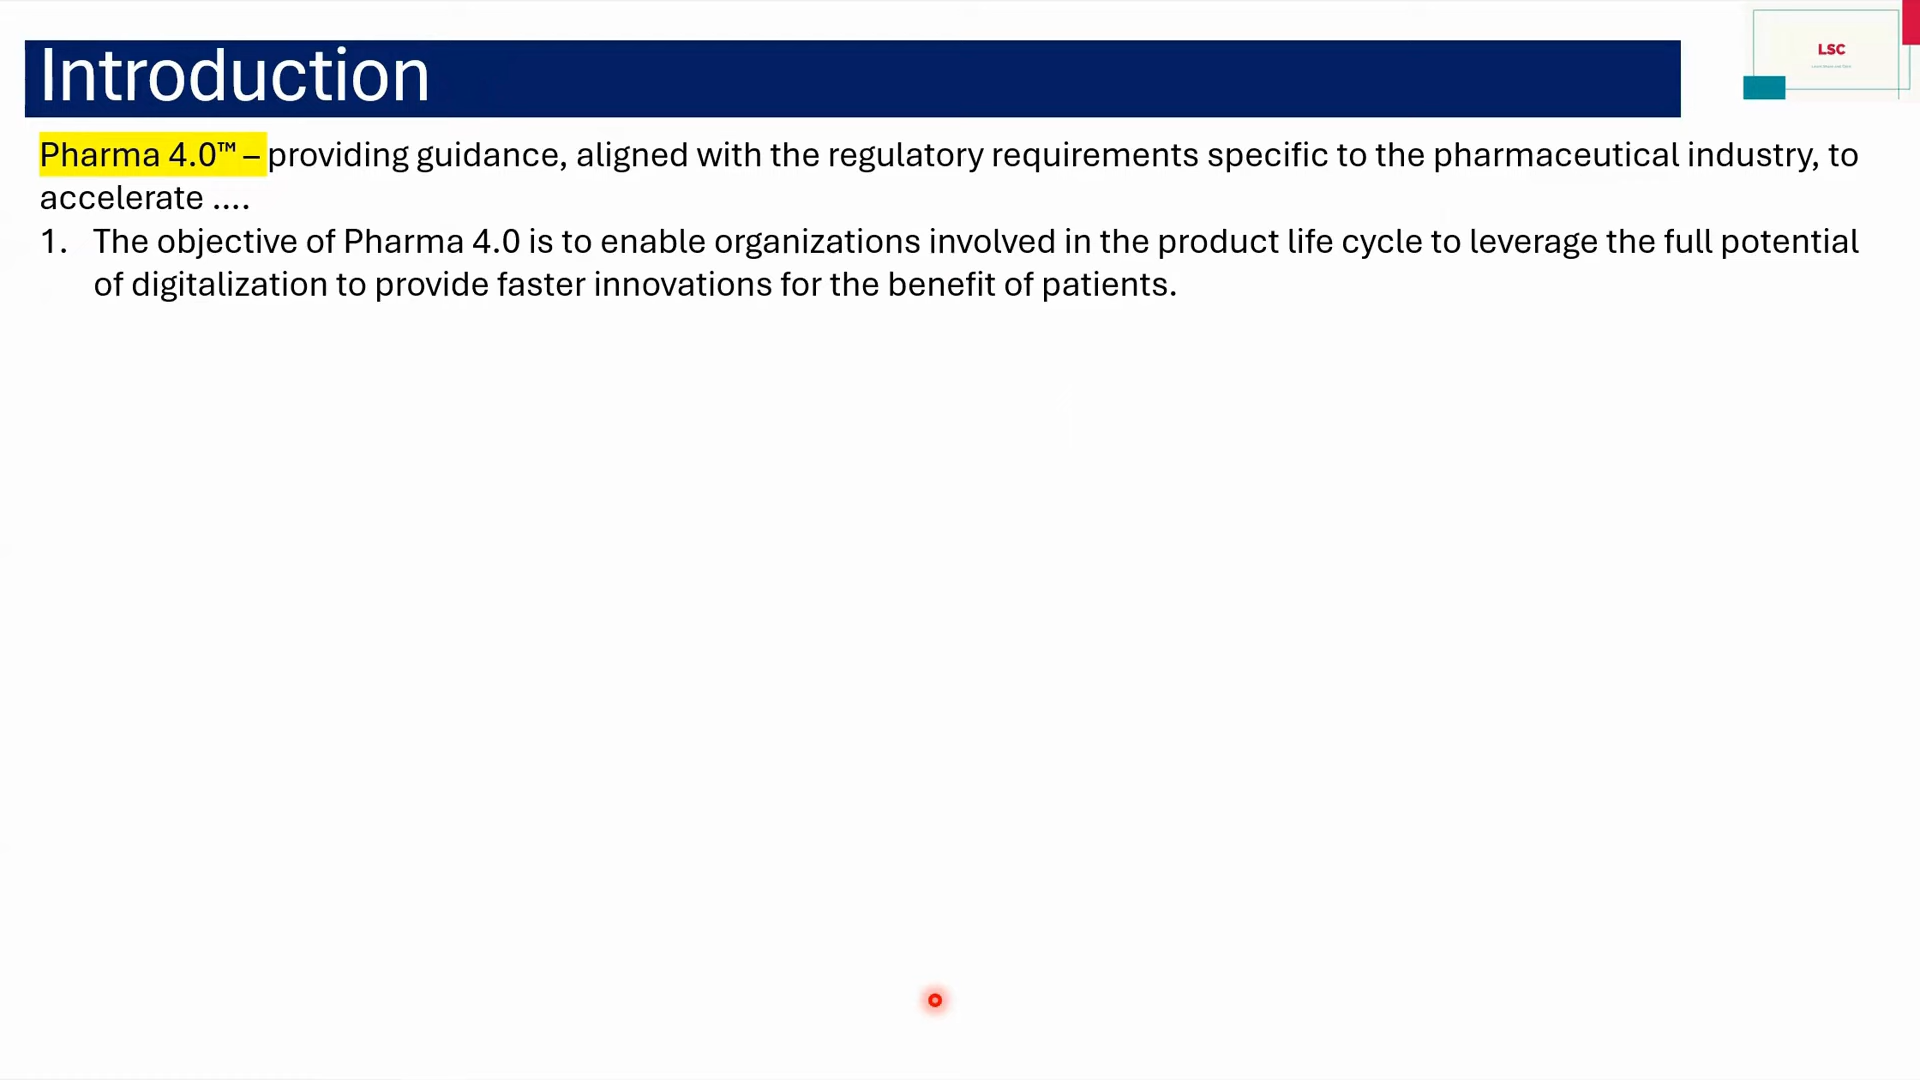 Introduction
LSC
Pharma 4.0™ – providing guidance, aligned with the regulatory requirements specific to the pharmaceutical industry, to
accelerate ....
1. The objective of Pharma 4.0 is to enable organizations involved in the product life cycle to leverage the full potential
of digitalization to provide faster innovations for the benefit of patients.